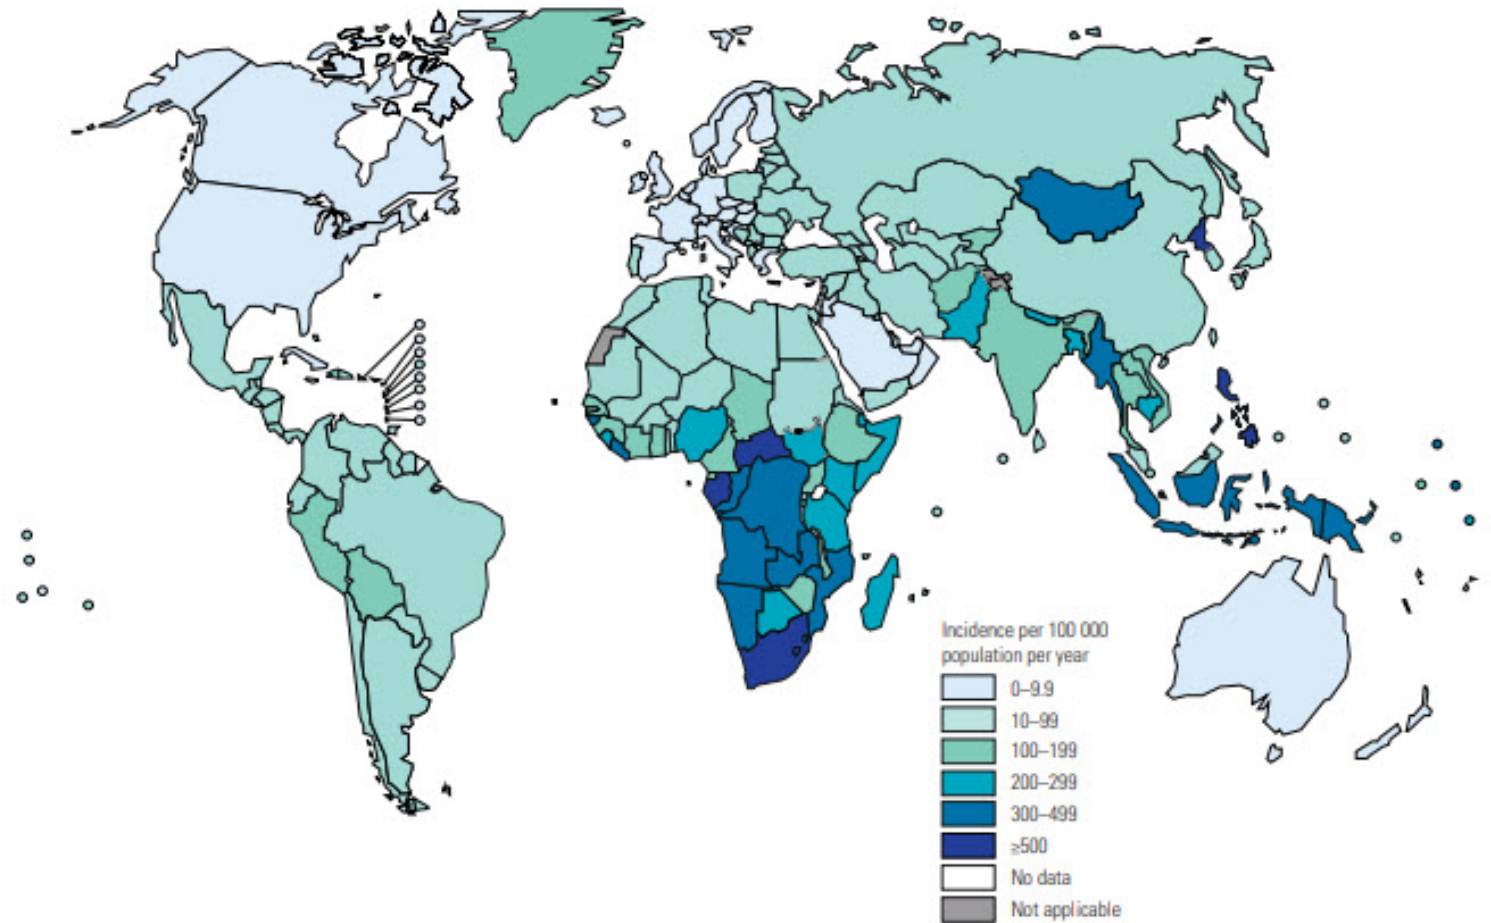 Incidence per 100 000
population per year
0–9.9
10–99
100–199
200–299
300–499
≥500
No data
Not applicable